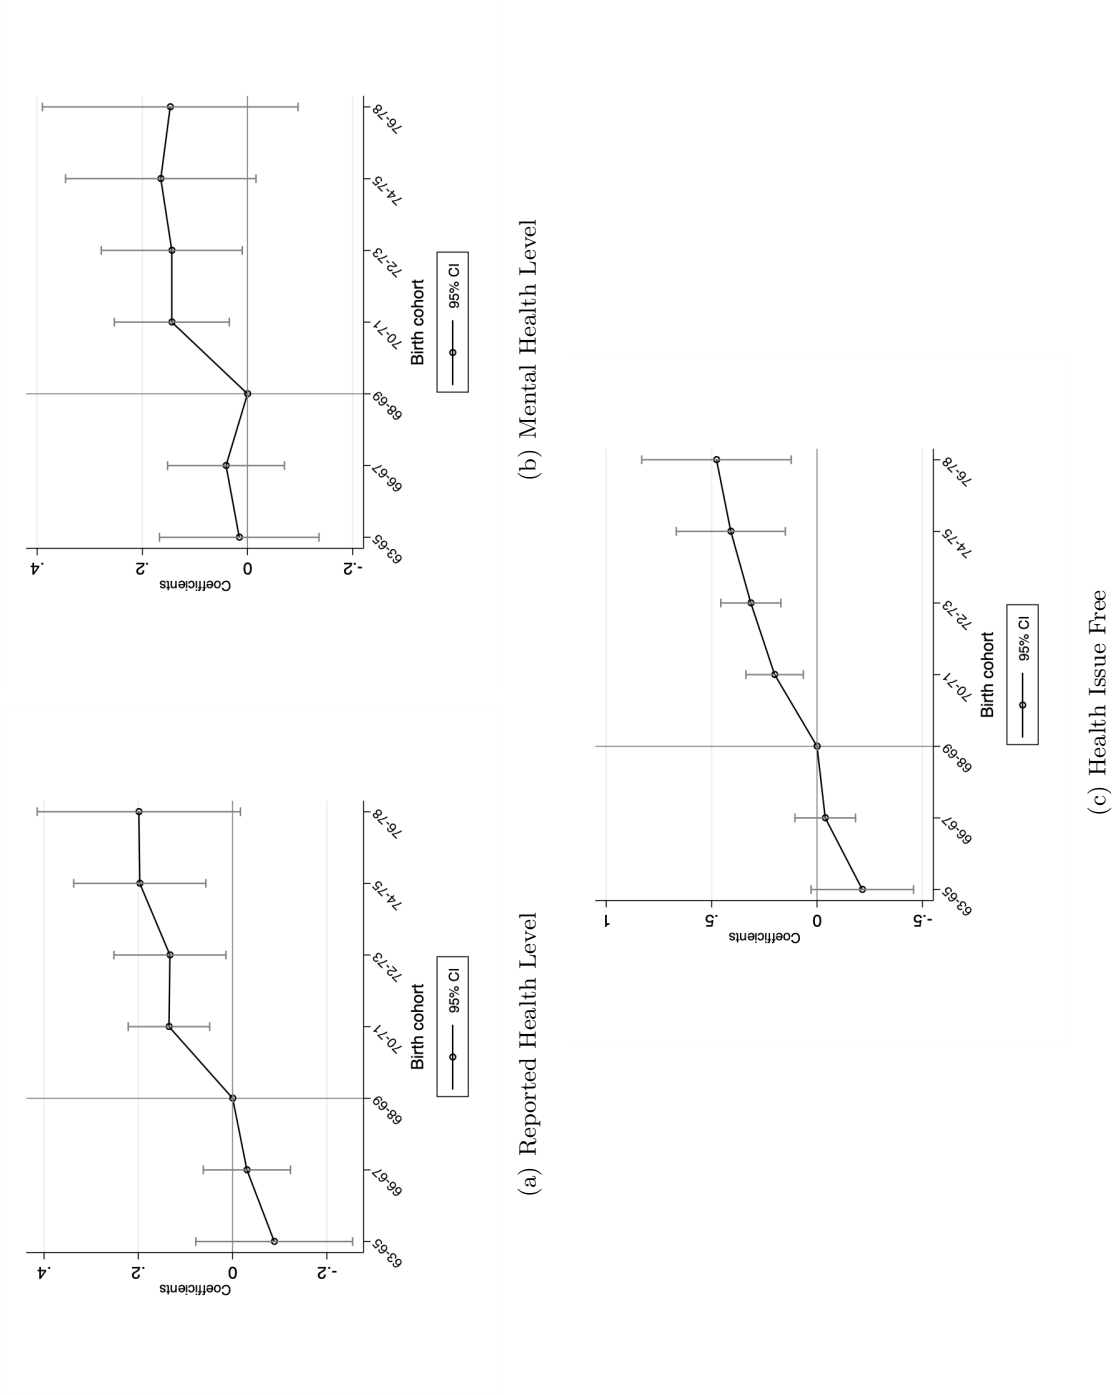 Coefficients
.4
.2
0
-.2
63-65
66-67
68-69
70-71
72-73
74-75
76-78
Birth cohort
95% CI
(a) Reported Health Level
Coefficients
.4
.2
0
-.2
63-65
66-67
68-69
70-71
72-73
74-75
76-78
Birth cohort
95% CI
(b) Mental Health Level
Coefficients
1
.5
0
-.5
63-65
66-67
68-69
70-71
72-73
74-75
76-78
Birth cohort
95% CI
(c) Health Issue Free